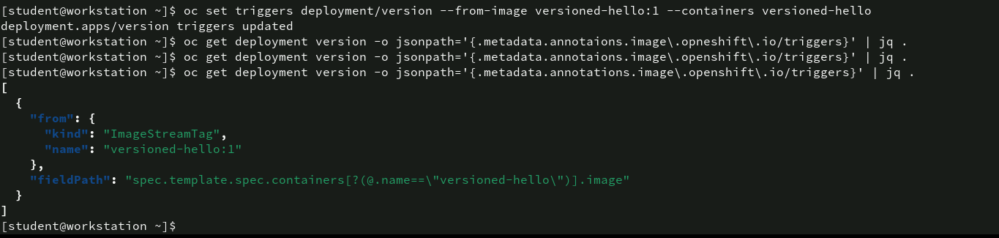 [student@workstation ~]$ oc set triggers deployment/version --from-image versioned-hello:1 --containers versioned-hello
deployment.apps/version triggers updated
[student@workstation ~]$ oc get deployment version -o jsonpath='{.metadata.annotaions.image\.opneshift\.io/triggers}' | jq .
[student@workstation ~]$ oc get deployment version -o jsonpath='{.metadata.annotaions.image\.openshift\.io/triggers}' | jq .
[student@workstation ~]$ oc get deployment version -o jsonpath='{.metadata.annotations.image\.openshift\.io/triggers}' | jq .
[
  {
    "from": {
      "kind": "ImageStreamTag",
      "name": "versioned-hello:1"
    },
    "fieldPath": "spec.template.spec.containers[?(@.name==\"versioned-hello\")].image"
  }
]
[student@workstation ~]$